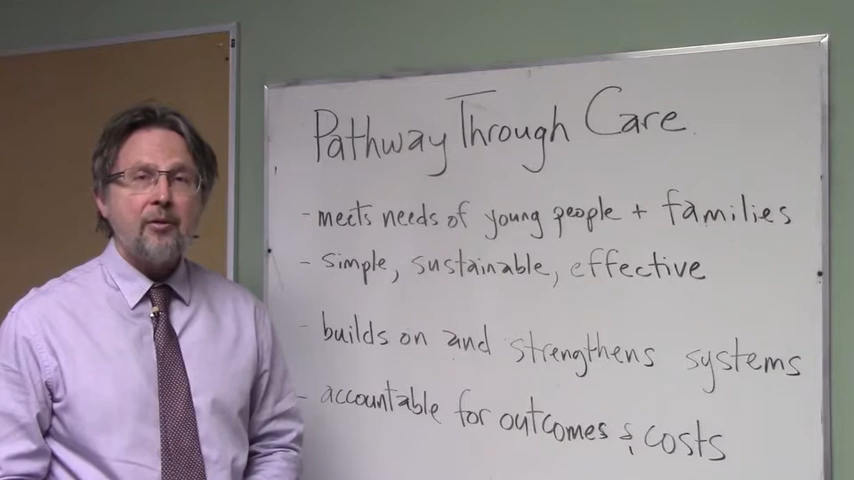 Pathway Through Care
- meets needs of young people + families
- simple, sustainable, effective
- builds on and strengthens systems
- accountable for outcomes & costs